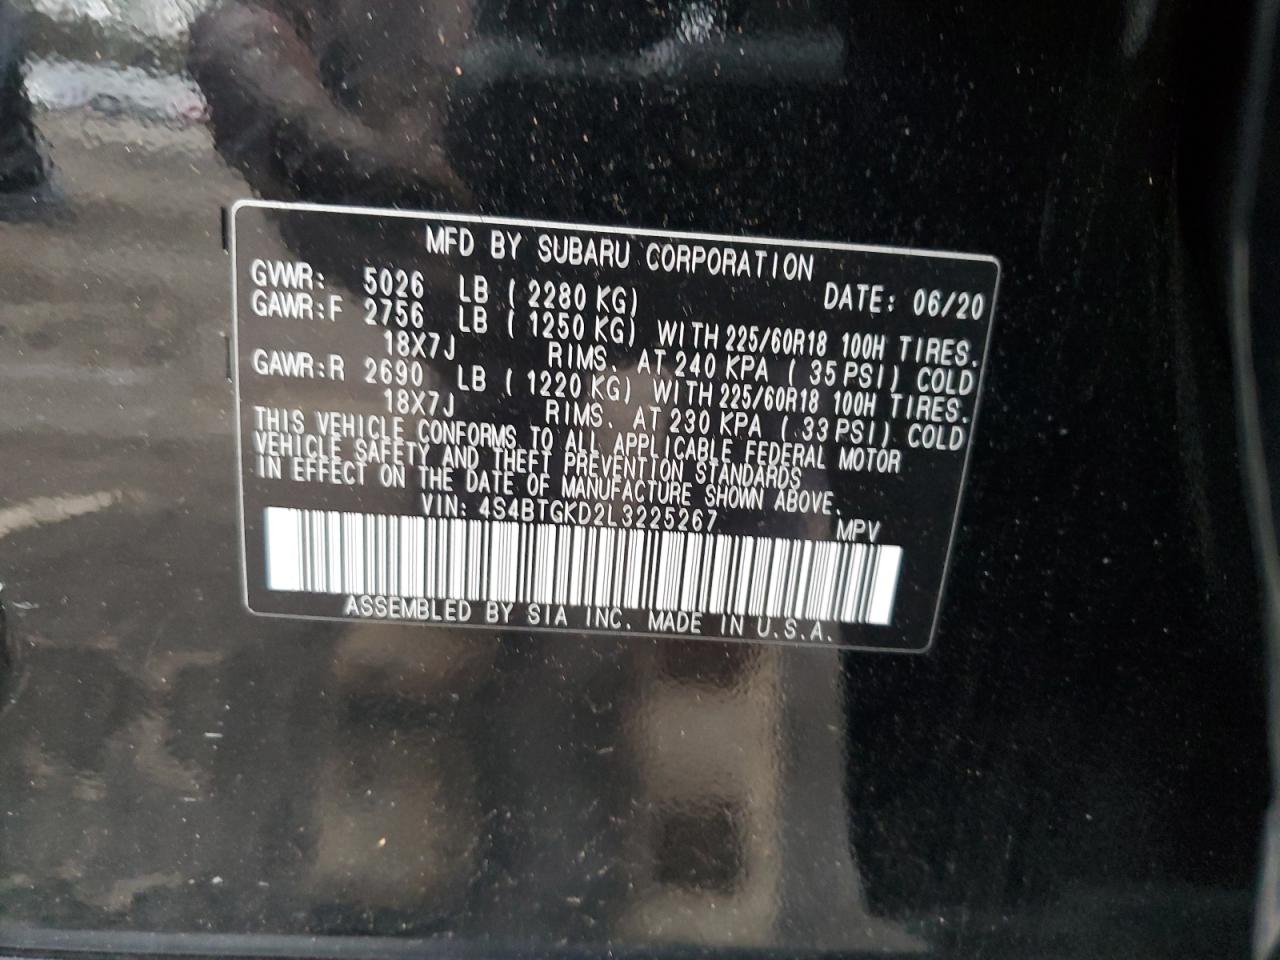 MFD BY SUBARU CORPORATION
DATE: 06/20
GVWR: 5026 LB ( 2280 KG)
GAWR:F 2756 LB ( 1250 KG) WITH 225/60R18 100H TIRES.
18X7J RIMS. AT 240 KPA ( 35 PSI) COLD
GAWR:R 2690 LB ( 1220 KG) WITH 225/60R18 100H TIRES.
18X7J RIMS. AT 230 KPA ( 33 PSI) COLD
THIS VEHICLE CONFORMS TO ALL APPLICABLE FEDERAL MOTOR
VEHICLE SAFETY AND THEFT PREVENTION STANDARDS
IN EFFECT ON THE DATE OF MANUFACTURE SHOWN ABOVE.
VIN: 4S4BTGKD2L3225267 MPV
ASSEMBLED BY SIA INC. MADE IN U.S.A.